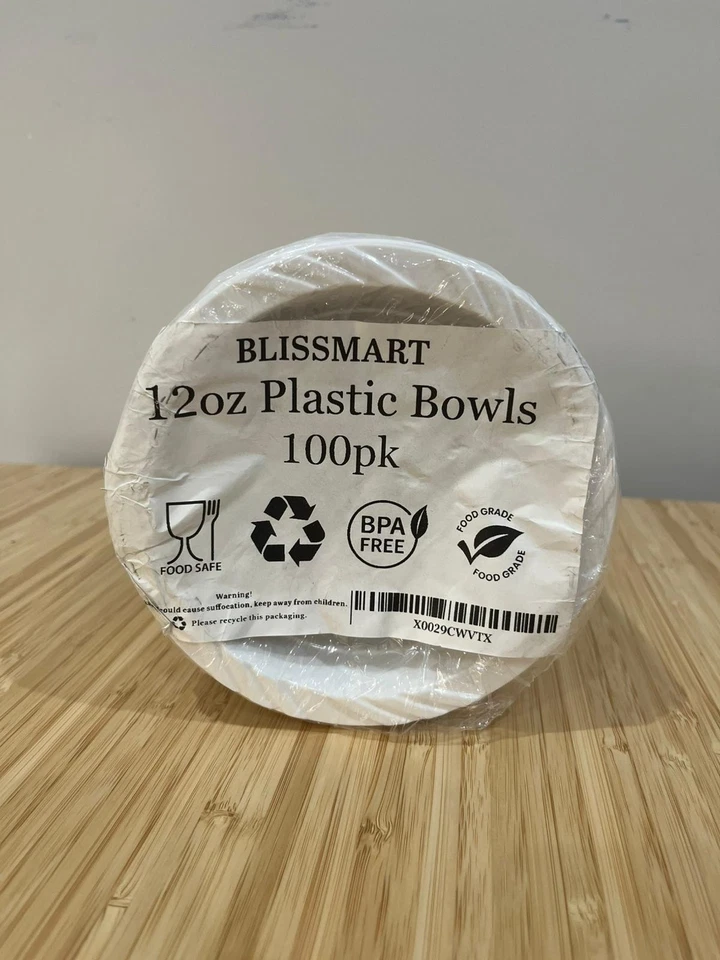 BLISSMART
12oz Plastic Bowls
100pk
FOOD SAFE
BPA
FREE
FOOD GRADE
FOOD GRADE
Warning!
could cause suffocation, keep away from children.
Please recycle this packaging.
X0029CWVTX